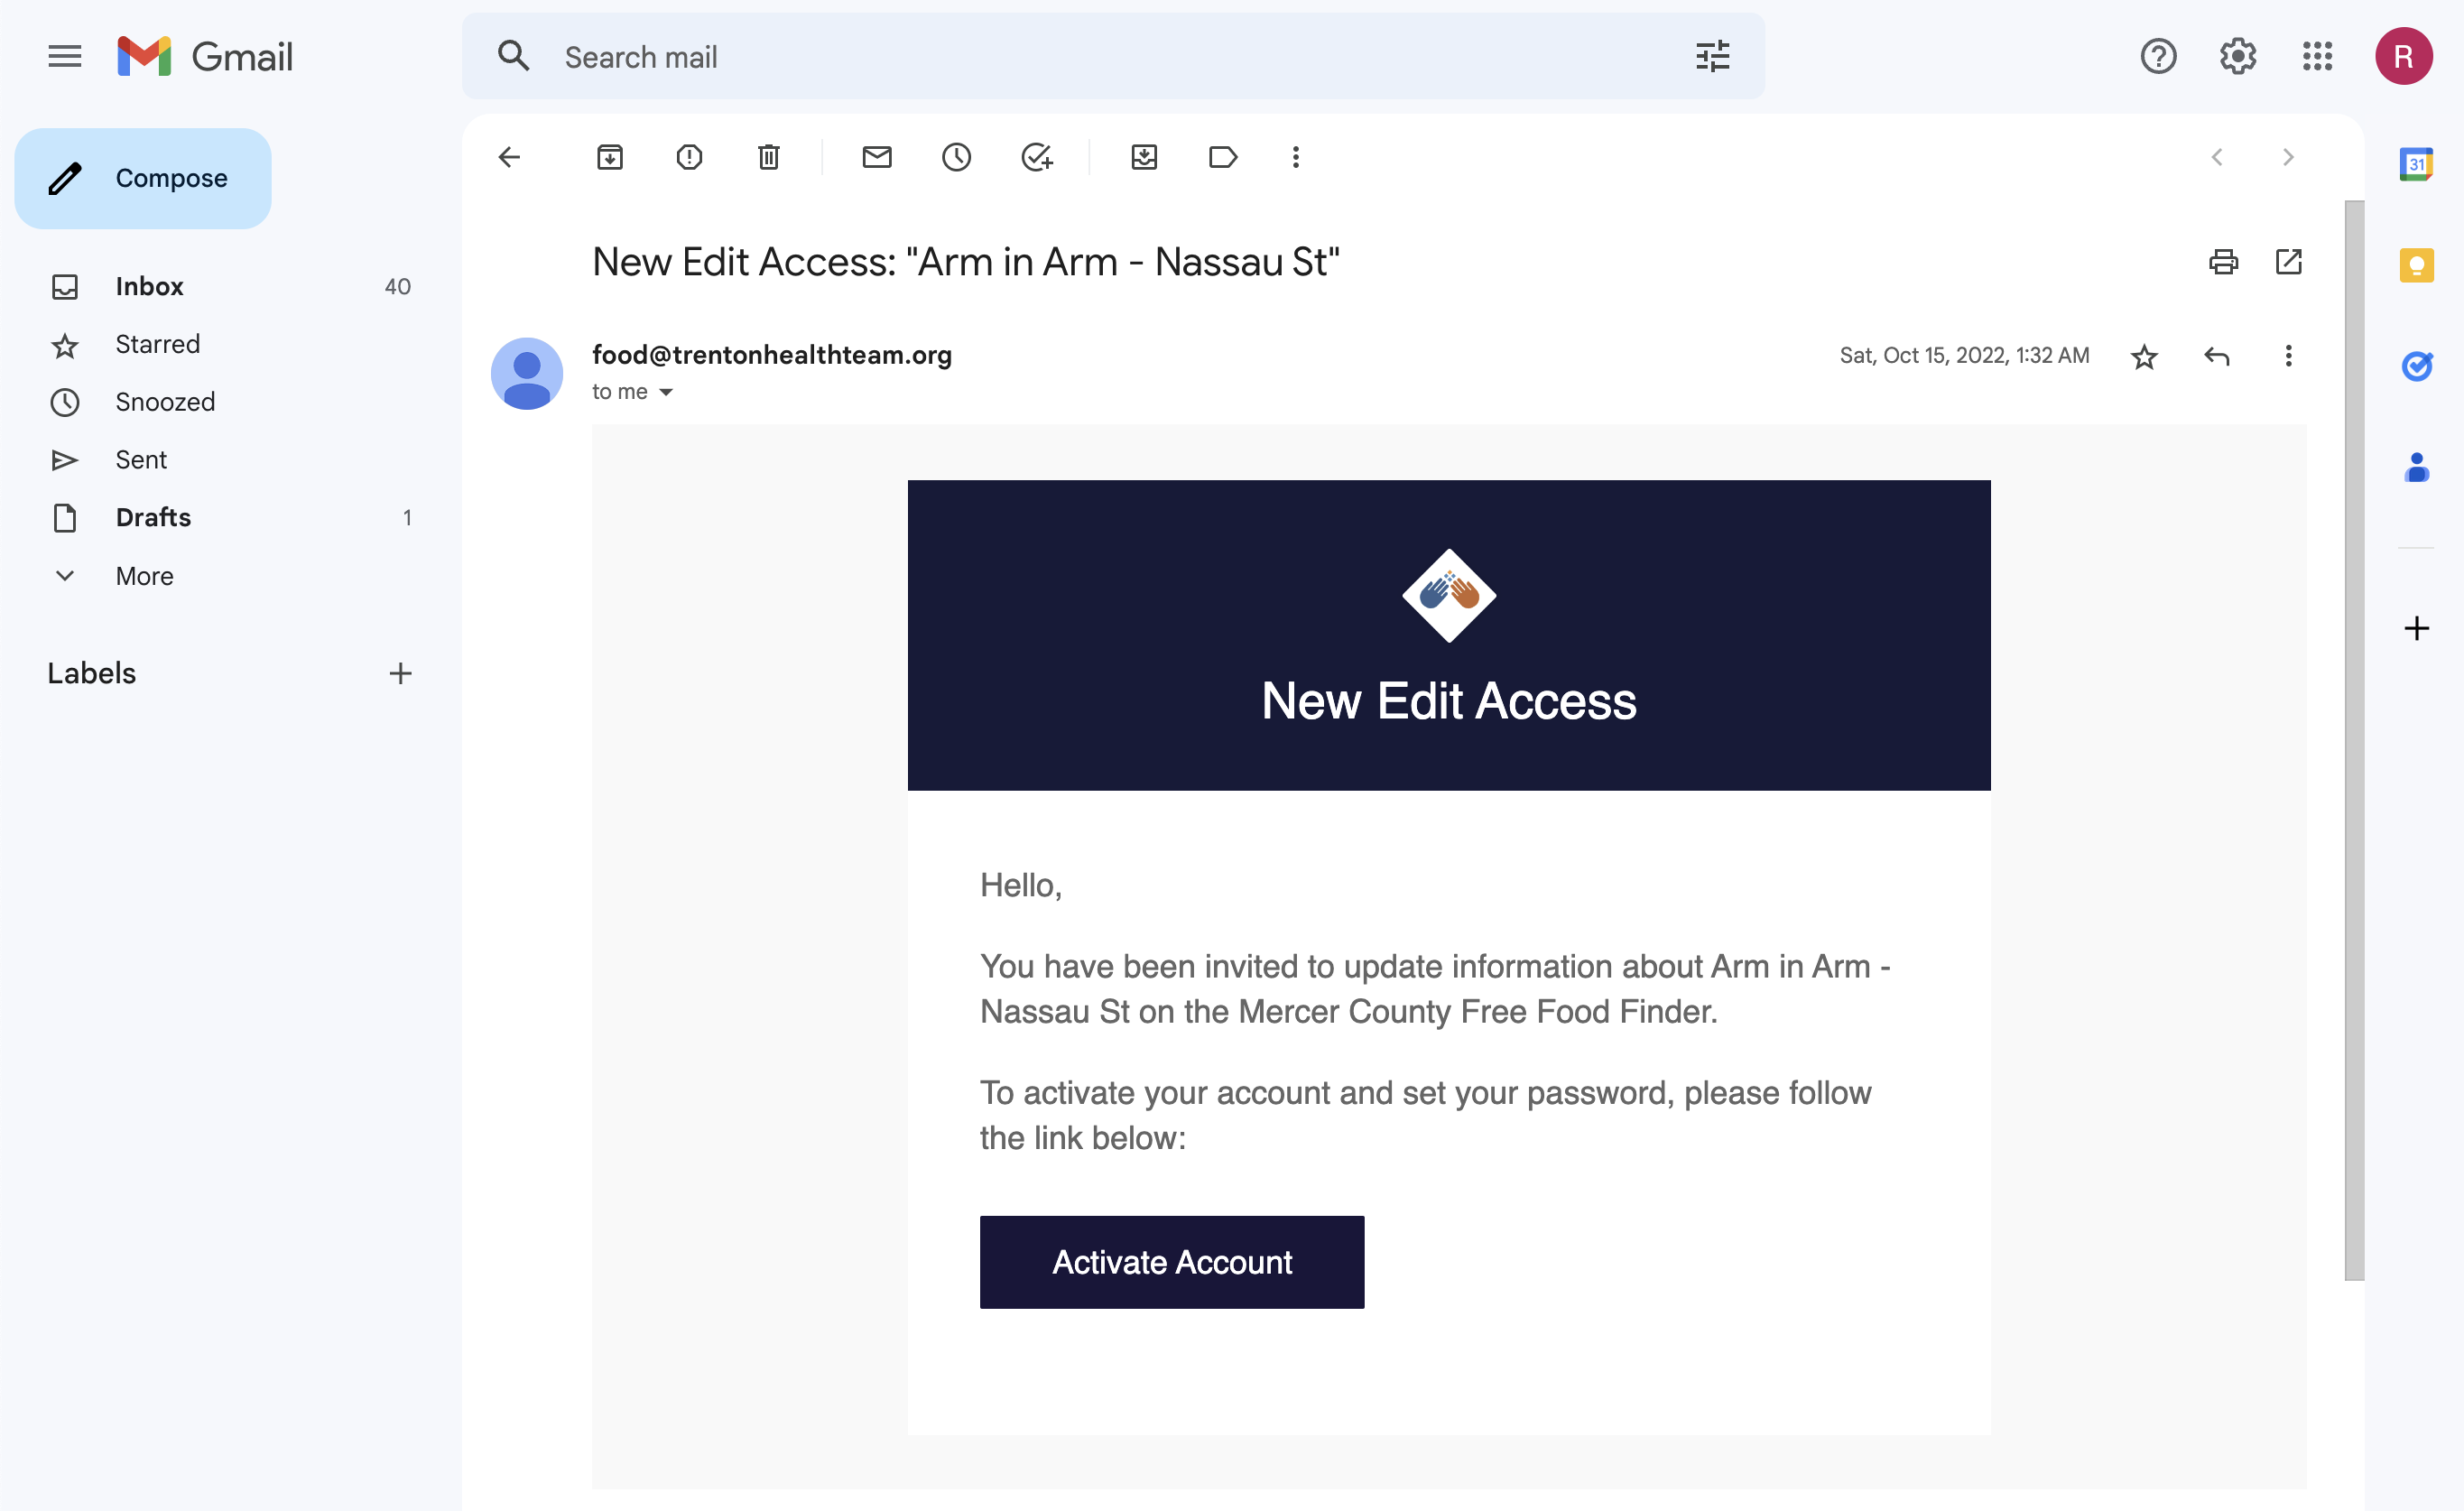 Gmail
Search mail
R
Compose
Inbox 40
Starred
Snoozed
Sent
Drafts 1
More
Labels
New Edit Access: "Arm in Arm - Nassau St"
food@trentonhealthteam.org
Sat, Oct 15, 2022, 1:32 AM
to me
New Edit Access
Hello,
You have been invited to update information about Arm in Arm -
Nassau St on the Mercer County Free Food Finder.
To activate your account and set your password, please follow
the link below:
Activate Account
31